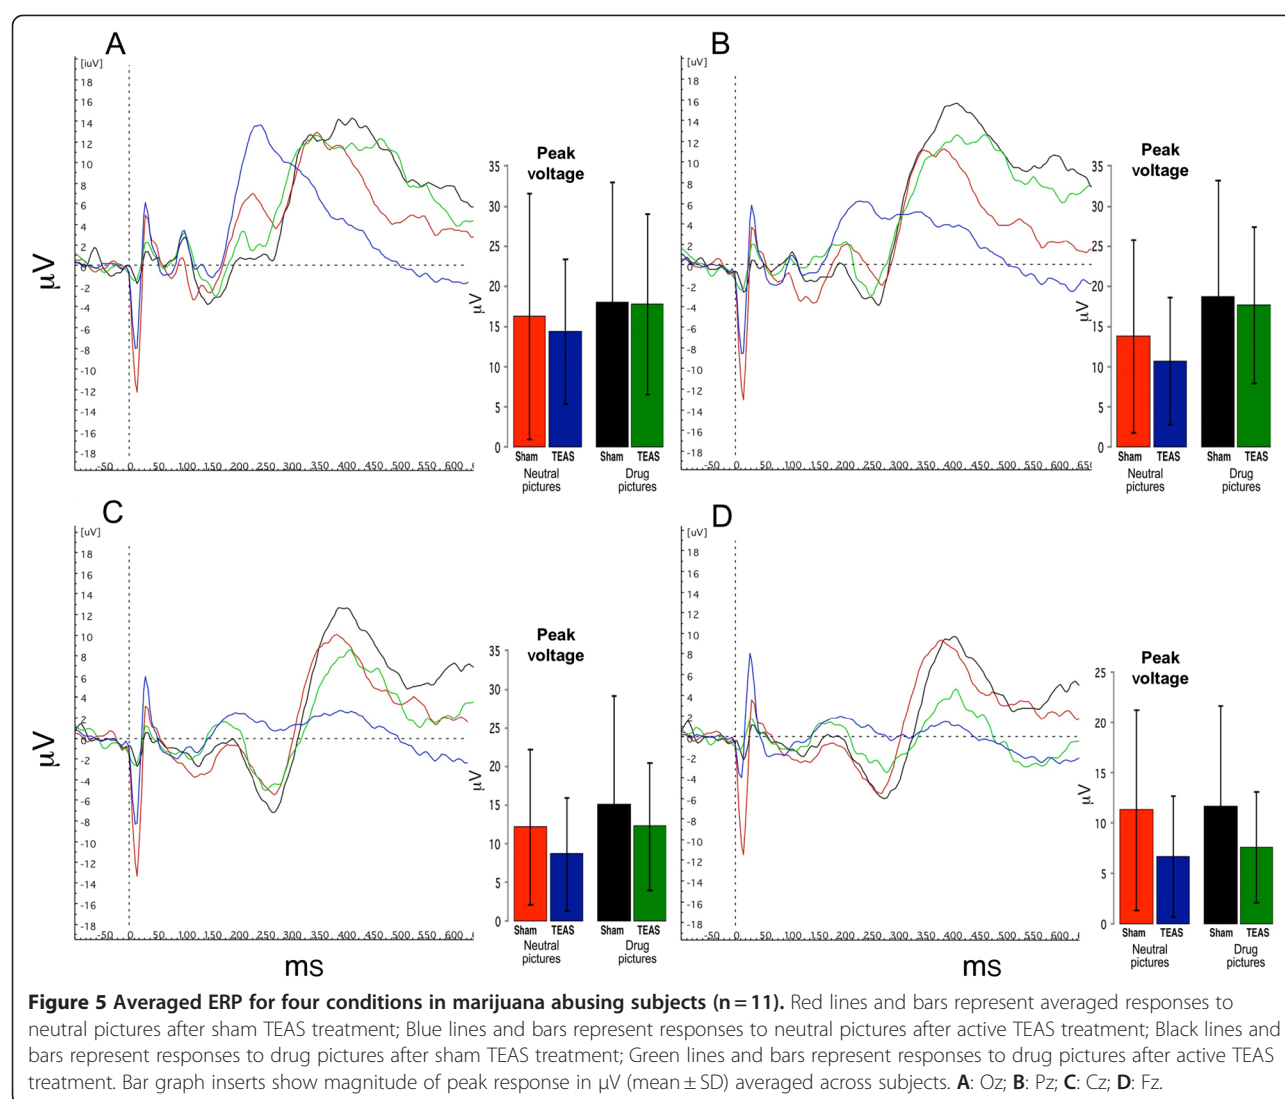 A
[iuV]
18
16
14
12
10
8
6
4
2
0
-2
-4
-6
-8
-10
-12
-14
-16
-18
μV
-50 0 50 100 150 200 250 300 350 400 450 500 550 600
Peak
voltage
35
30
25
20
15
10
5
0
μV
Sham TEAS Sham TEAS
Neutral Drug
pictures pictures
B
[uV]
18
16
14
12
10
8
6
4
2
0
-2
-4
-6
-8
-10
-12
-14
-16
-18
-50 0 50 100 150 200 250 300 350 400 450 500 550 600 650
Peak
voltage
35
30
25
20
15
10
5
0
μV
Sham TEAS Sham TEAS
Neutral Drug
pictures pictures
C
[uV]
18
16
14
12
10
8
6
4
2
0
-2
-4
-6
-8
-10
-12
-14
-16
-18
μV
-50 0 50 100 150 200 250 300 350 400 450 500 550 600
ms
Peak
voltage
35
30
25
20
15
10
5
0
μV
Sham TEAS Sham TEAS
Neutral Drug
pictures pictures
D
[uV]
18
16
14
12
10
8
6
4
2
0
-2
-4
-6
-8
-10
-12
-14
-16
-18
-50 0 50 100 150 200 250 300 350 400 450 500 550 600
ms
Peak
voltage
25
20
15
10
5
0
μV
Sham TEAS Sham TEAS
Neutral Drug
pictures pictures
Figure 5 Averaged ERP for four conditions in marijuana abusing subjects (n = 11). Red lines and bars represent averaged responses to
neutral pictures after sham TEAS treatment; Blue lines and bars represent responses to neutral pictures after active TEAS treatment; Black lines and
bars represent responses to drug pictures after sham TEAS treatment; Green lines and bars represent responses to drug pictures after active TEAS
treatment. Bar graph inserts show magnitude of peak response in μV (mean ± SD) averaged across subjects. A: Oz; B: Pz; C: Cz; D: Fz.